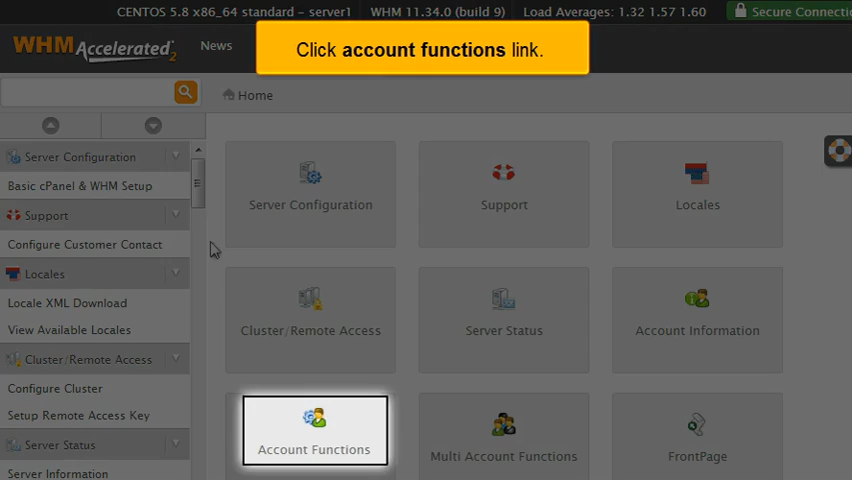 CENTOS 5.8 x86_64 standard – server1 WHM 11.34.0 (build 9) Load Averages: 1.32 1.57 1.60 Secure Connecti
WHM Accelerated 2
News
Click account functions link.
Home
Server Configuration
Basic cPanel & WHM Setup
Support
Configure Customer Contact
Locales
Locale XML Download
View Available Locales
Cluster/Remote Access
Configure Cluster
Setup Remote Access Key
Server Status
Server Information
Server Configuration
Support
Locales
Cluster/Remote Access
Server Status
Account Information
Account Functions
Multi Account Functions
FrontPage